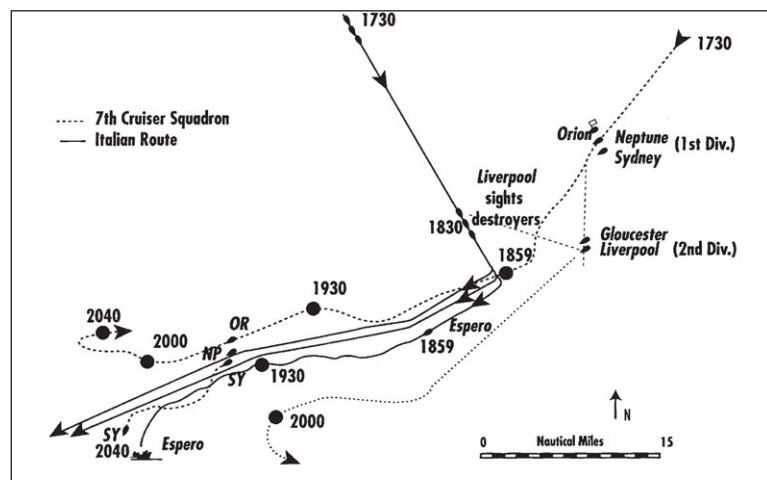 1730
1730
7th Cruiser Squadron
Italian Route
Orion
Neptune
Sydney
(1st Div.)
Liverpool
sights
destroyers
1830
Gloucester
Liverpool
(2nd Div.)
1859
1930
2040
2000
OR
Espero
1859
NP
SY
1930
2000
SY
2040
Espero
N
0
Nautical Miles
15